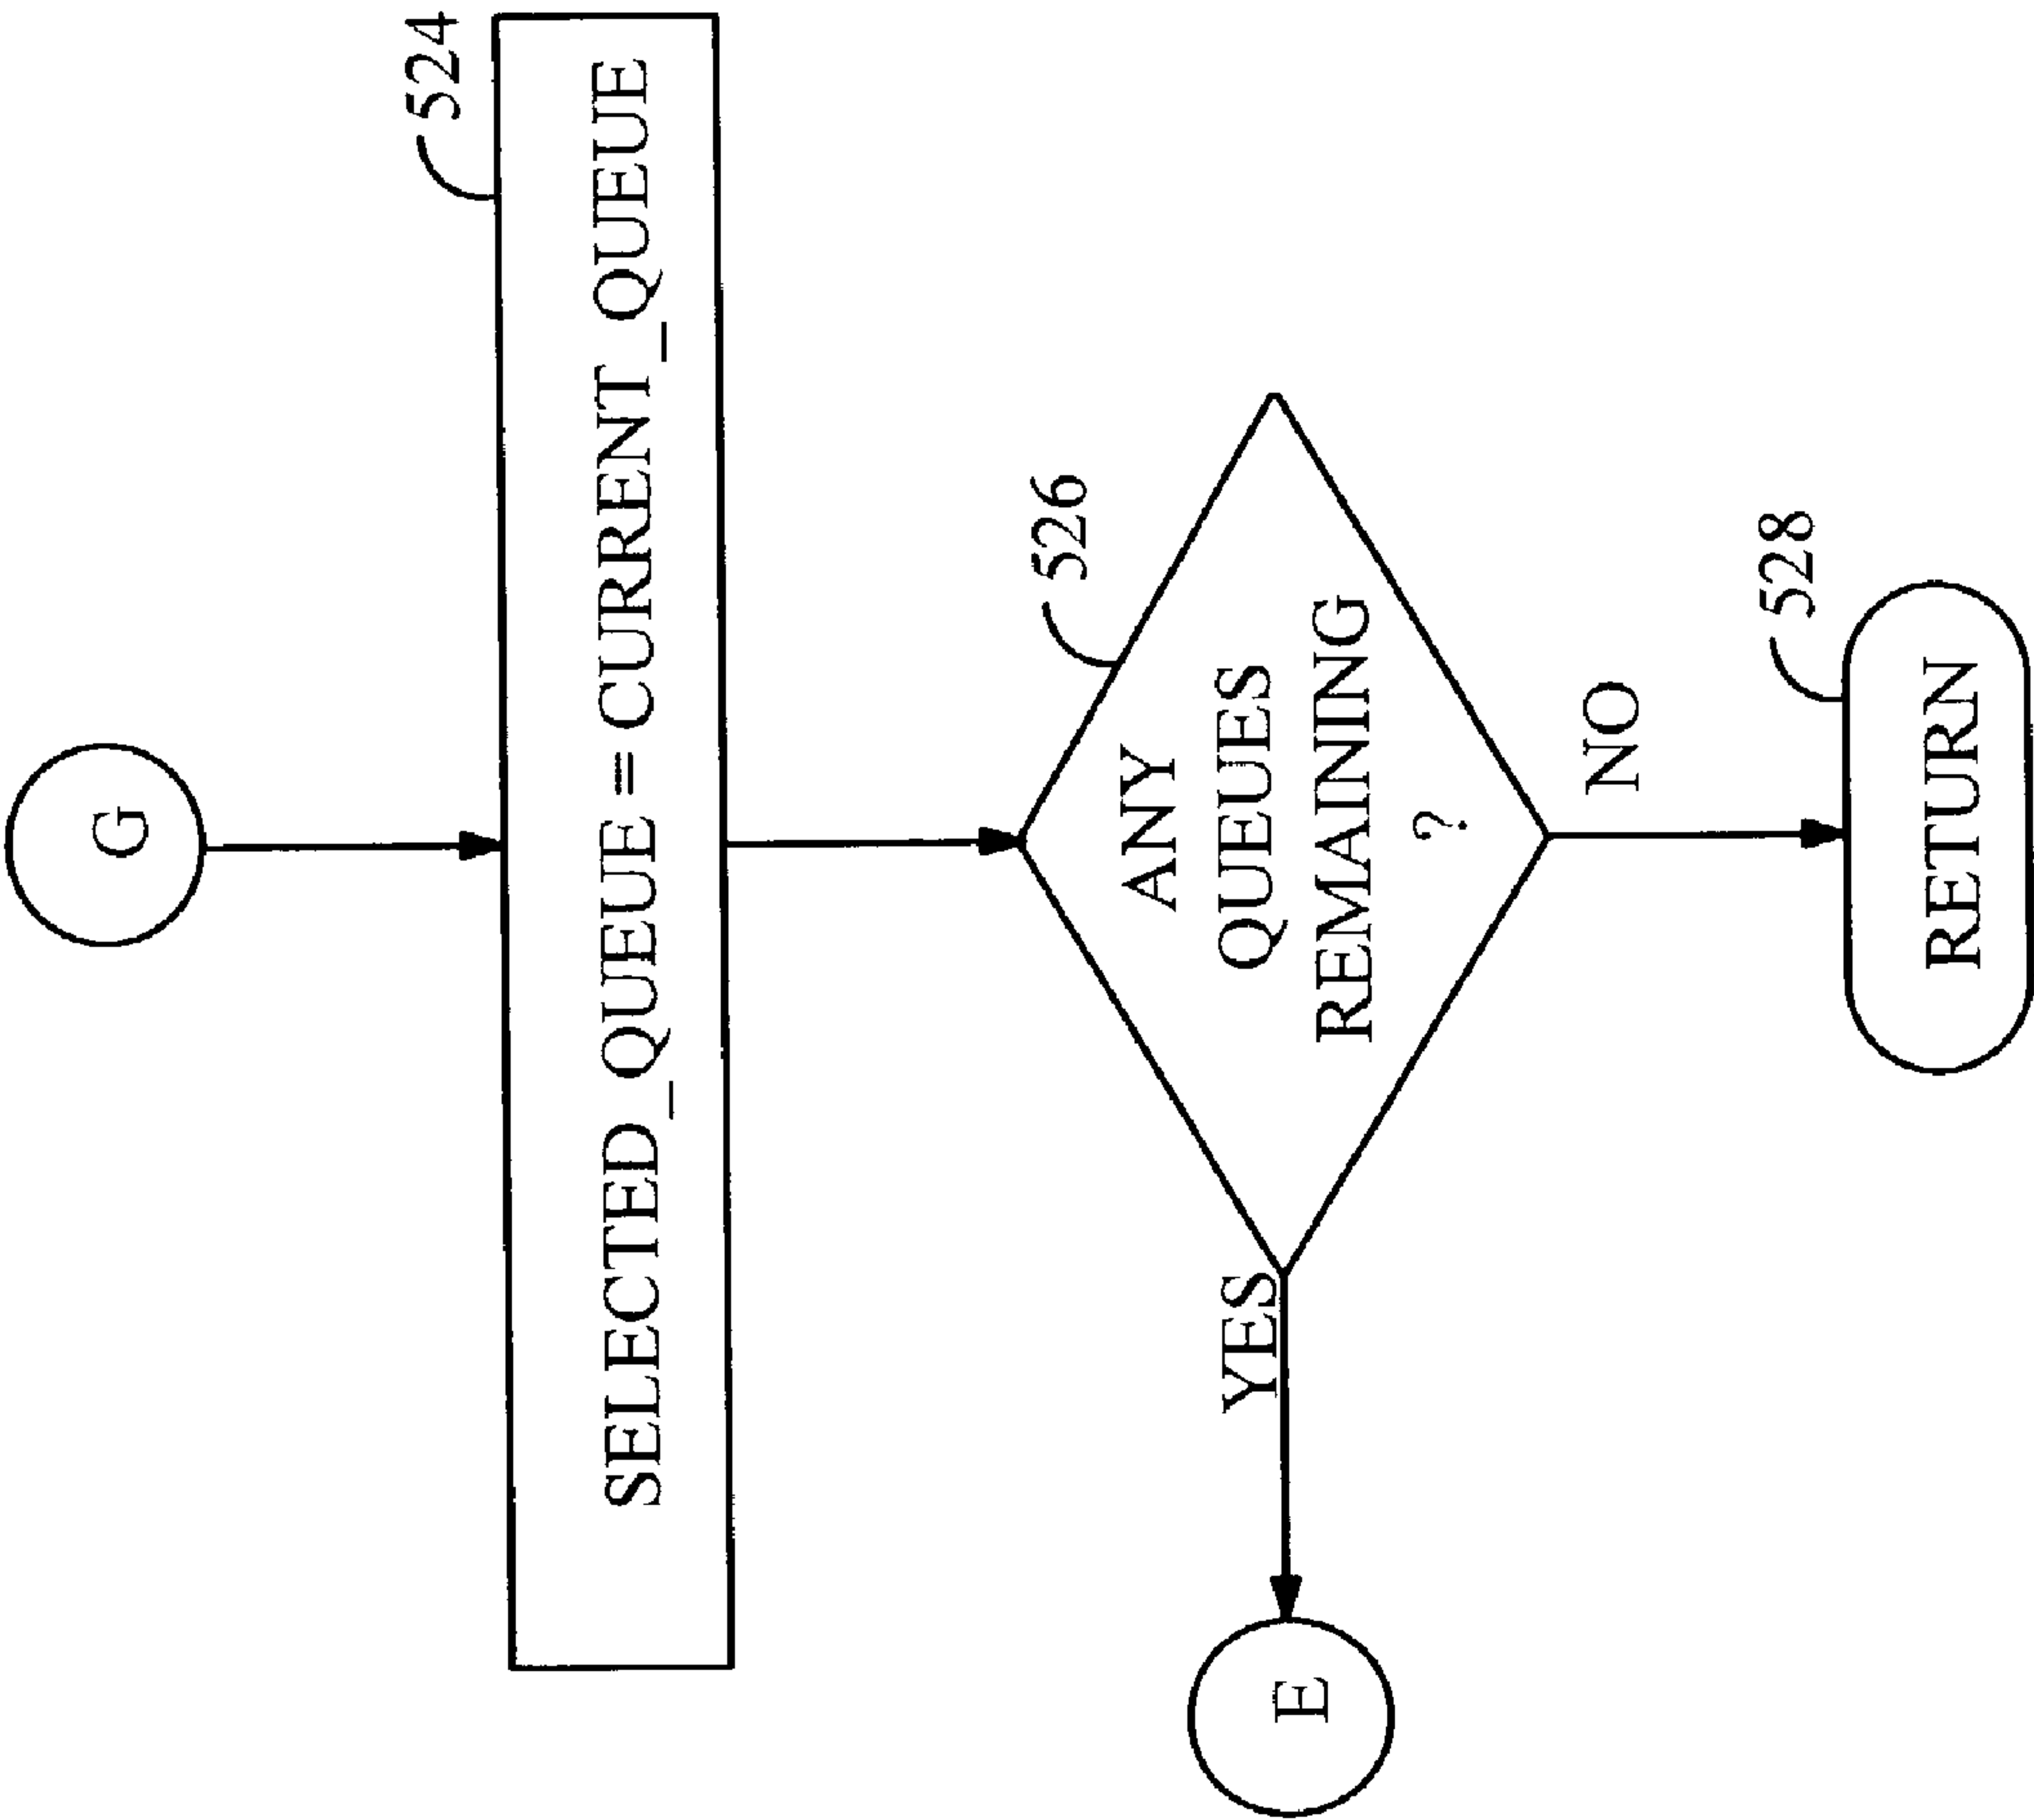 G
524
SELECTED_QUEUE = CURRENT_QUEUE
526
ANY
QUEUES
REMAINING
?
YES
E
NO
528
RETURN